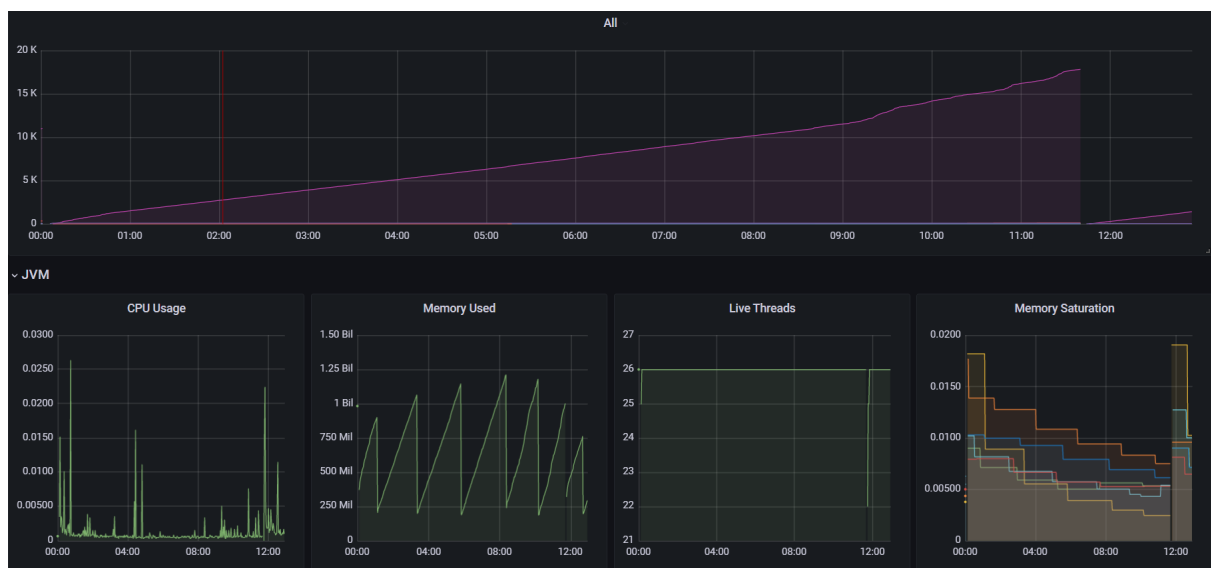 All
20 K
15 K
10 K
5 K
0
00:00 01:00 02:00 03:00 04:00 05:00 06:00 07:00 08:00 09:00 10:00 11:00 12:00
JVM
CPU Usage
0.0300
0.0250
0.0200
0.0150
0.0100
0.00500
0
00:00 04:00 08:00 12:00
Memory Used
1.50 Bil
1.25 Bil
1 Bil
750 Mil
500 Mil
250 Mil
0
00:00 04:00 08:00 12:00
Live Threads
27
26
25
24
23
22
21
00:00 04:00 08:00 12:00
Memory Saturation
0.0200
0.0150
0.0100
0.00500
0
00:00 04:00 08:00 12:00